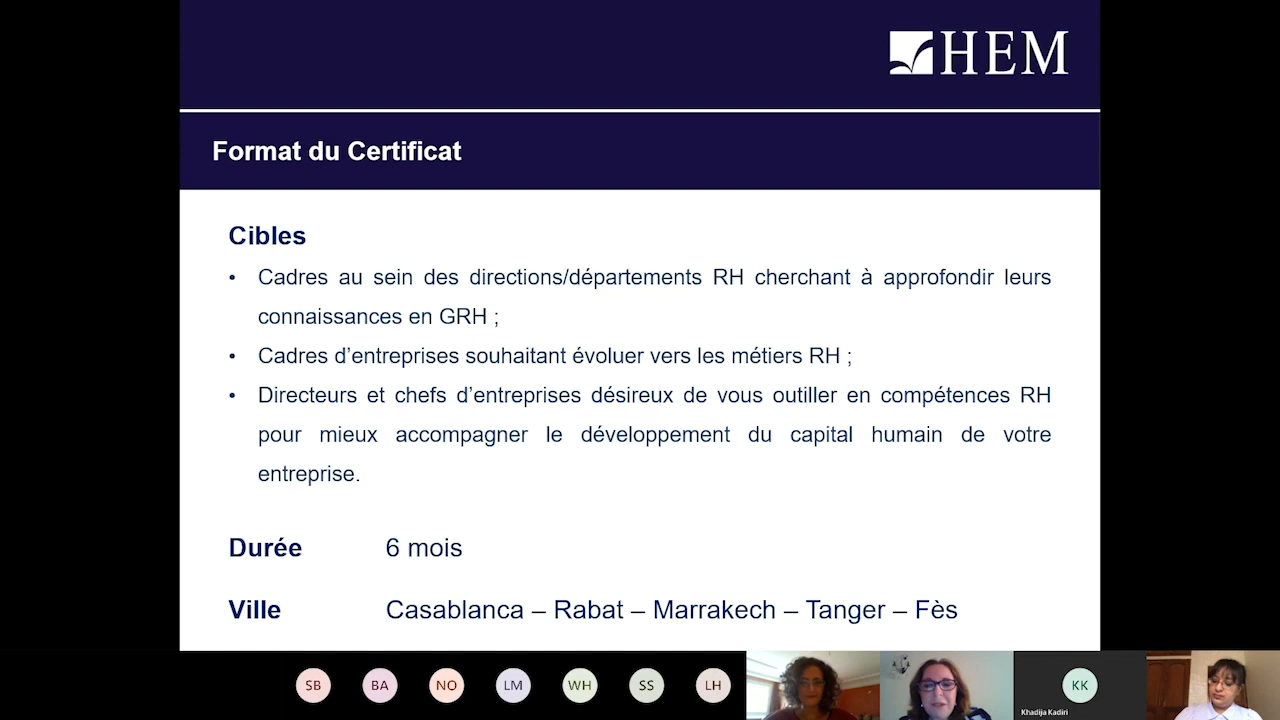 HEM
Format du Certificat
Cibles
• Cadres au sein des directions/départements RH cherchant à approfondir leurs
connaissances en GRH ;
• Cadres d’entreprises souhaitant évoluer vers les métiers RH ;
• Directeurs et chefs d’entreprises désireux de vous outiller en compétences RH
pour mieux accompagner le développement du capital humain de votre
entreprise.
Durée 6 mois
Ville Casablanca – Rabat – Marrakech – Tanger – Fès
SB BA NO LM WH SS LH KK
Khadija Kadiri